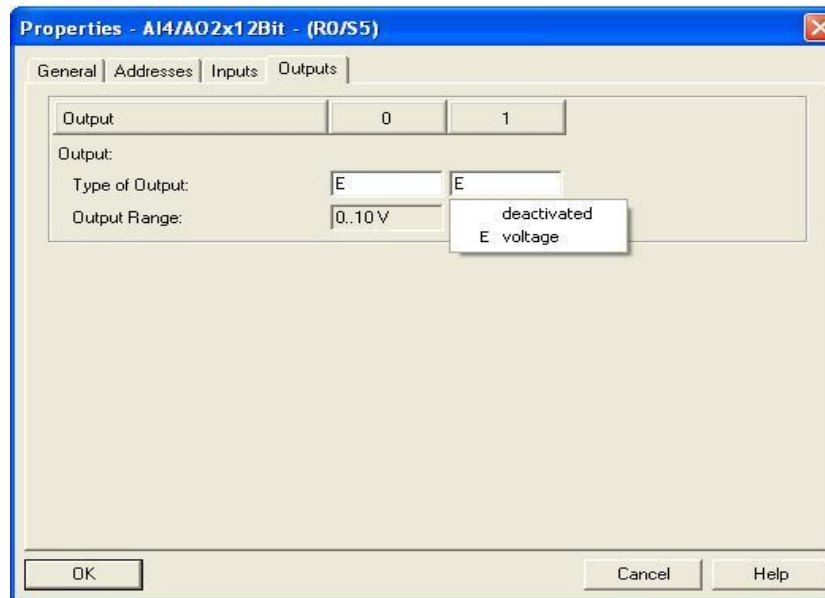 Properties - AI4/AO2x12Bit - (R0/S5)
General Addresses Inputs Outputs
Output 0 1
Output:
Type of Output: E E
Output Range: 0..10 V
deactivated
E voltage
OK Cancel Help